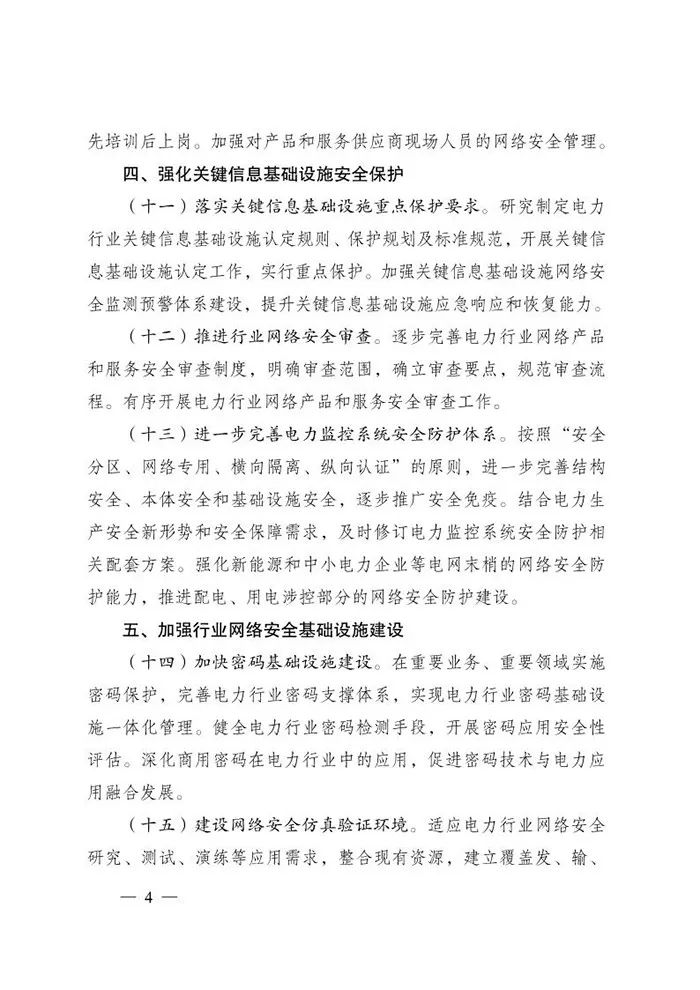 先培训后上岗。加强对产品和服务供应商现场人员的网络安全管理。
四、强化关键信息基础设施安全保护
（十一）落实关键信息基础设施重点保护要求。研究制定电力
行业关键信息基础设施认定规则、保护规划及标准规范，开展关键信
息基础设施认定工作，实行重点保护。加强关键信息基础设施网络安
全监测预警体系建设，提升关键信息基础设施应急响应和恢复能力。
（十二）推进行业网络安全审查。逐步完善电力行业网络产品
和服务安全审查制度，明确审查范围，确立审查要点，规范审查流
程。有序开展电力行业网络产品和服务安全审查工作。
（十三）进一步完善电力监控系统安全防护体系。按照“安全
分区、网络专用、横向隔离、纵向认证”的原则，进一步完善结构
安全、本体安全和基础设施安全，逐步推广安全免疫。结合电力生
产安全新形势和安全保障需求，及时修订电力监控系统安全防护相
关配套方案。强化新能源和中小电力企业等电网末梢的网络安全防
护能力，推进配电、用电涉控部分的网络安全防护建设。
五、加强行业网络安全基础设施建设
（十四）加快密码基础设施建设。在重要业务、重要领域实施
密码保护，完善电力行业密码支撑体系，实现电力行业密码基础设
施一体化管理。健全电力行业密码检测手段，开展密码应用安全性
评估。深化商用密码在电力行业中的应用，促进密码技术与电力应
用融合发展。
（十五）建设网络安全仿真验证环境。适应电力行业网络安全
研究、测试、演练等应用需求，整合现有资源，建立覆盖发、输、
— 4 —